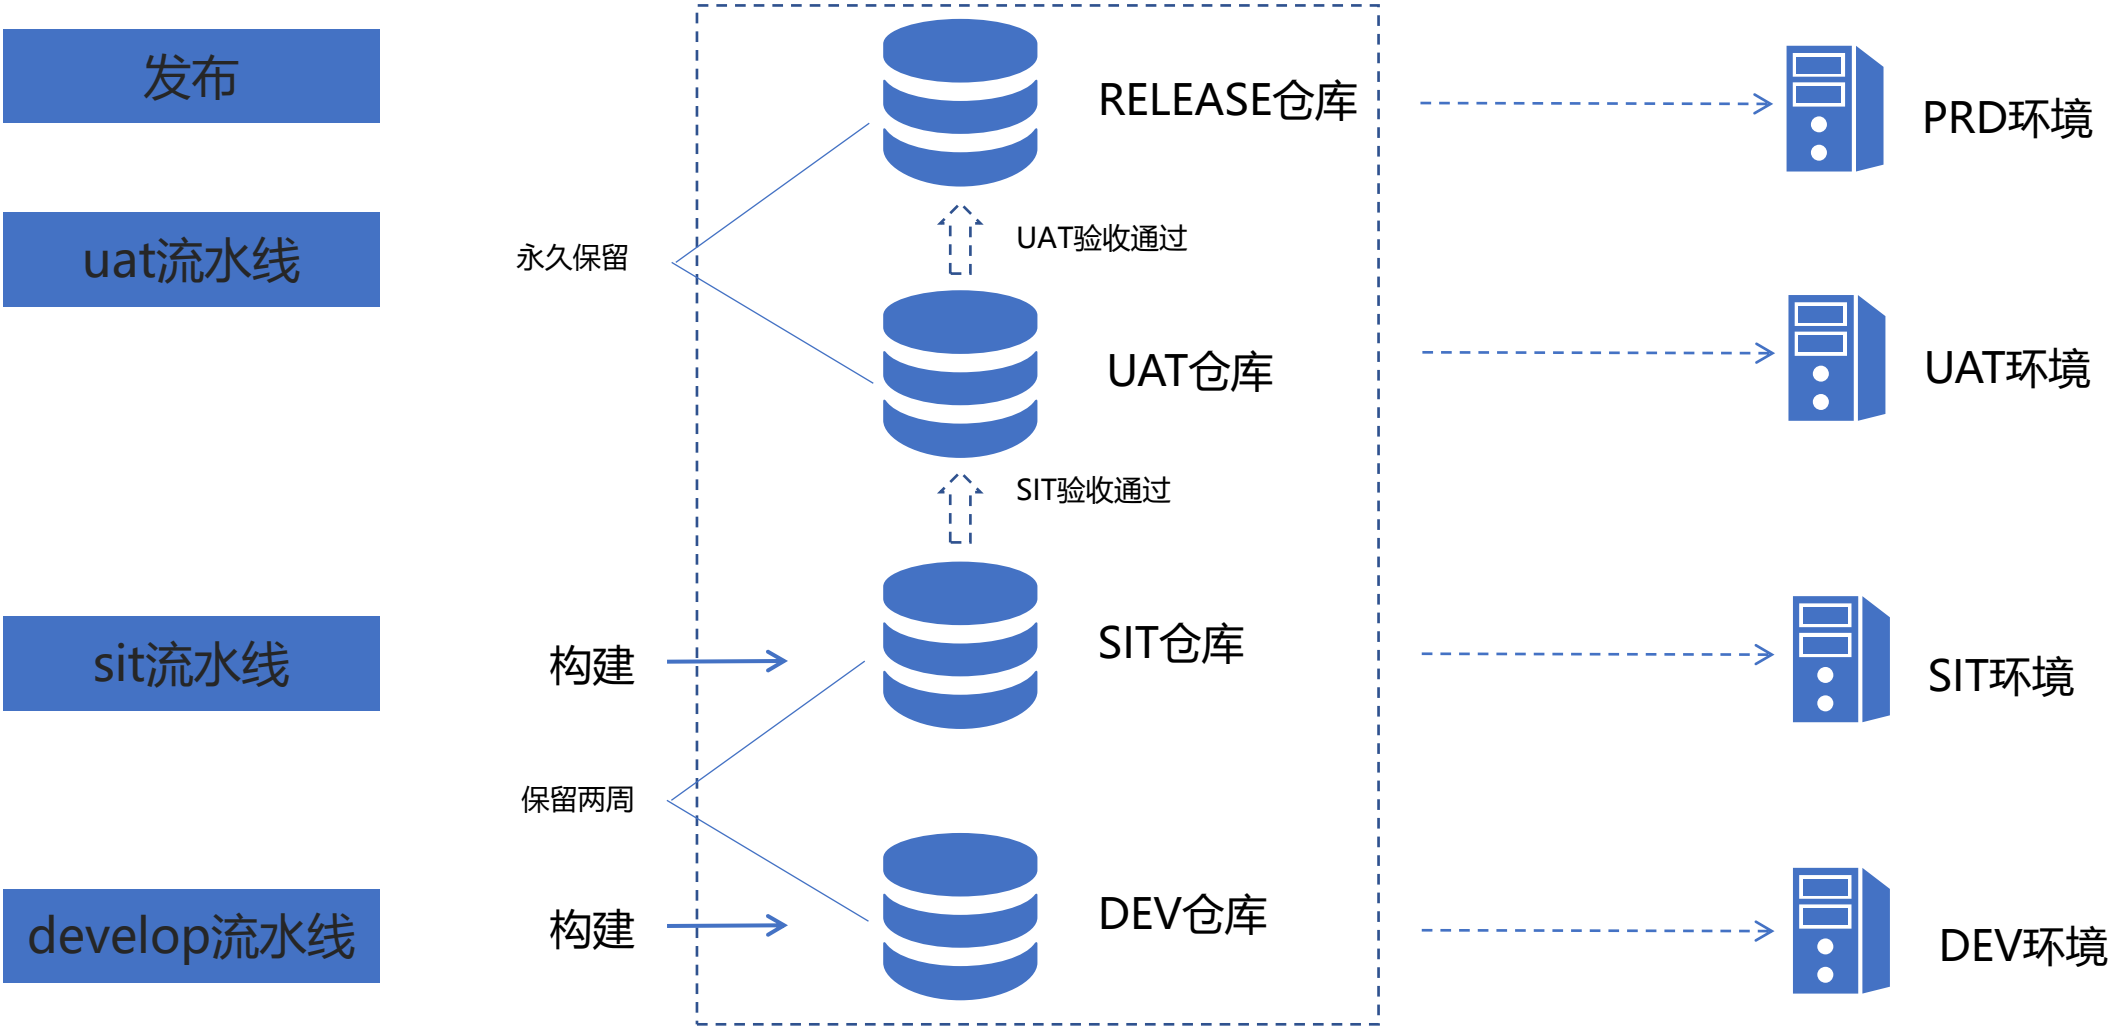 发布
RELEASE仓库
PRD环境
uat流水线
永久保留
UAT验收通过
UAT仓库
UAT环境
SIT验收通过
sit流水线
构建
SIT仓库
SIT环境
保留两周
develop流水线
构建
DEV仓库
DEV环境